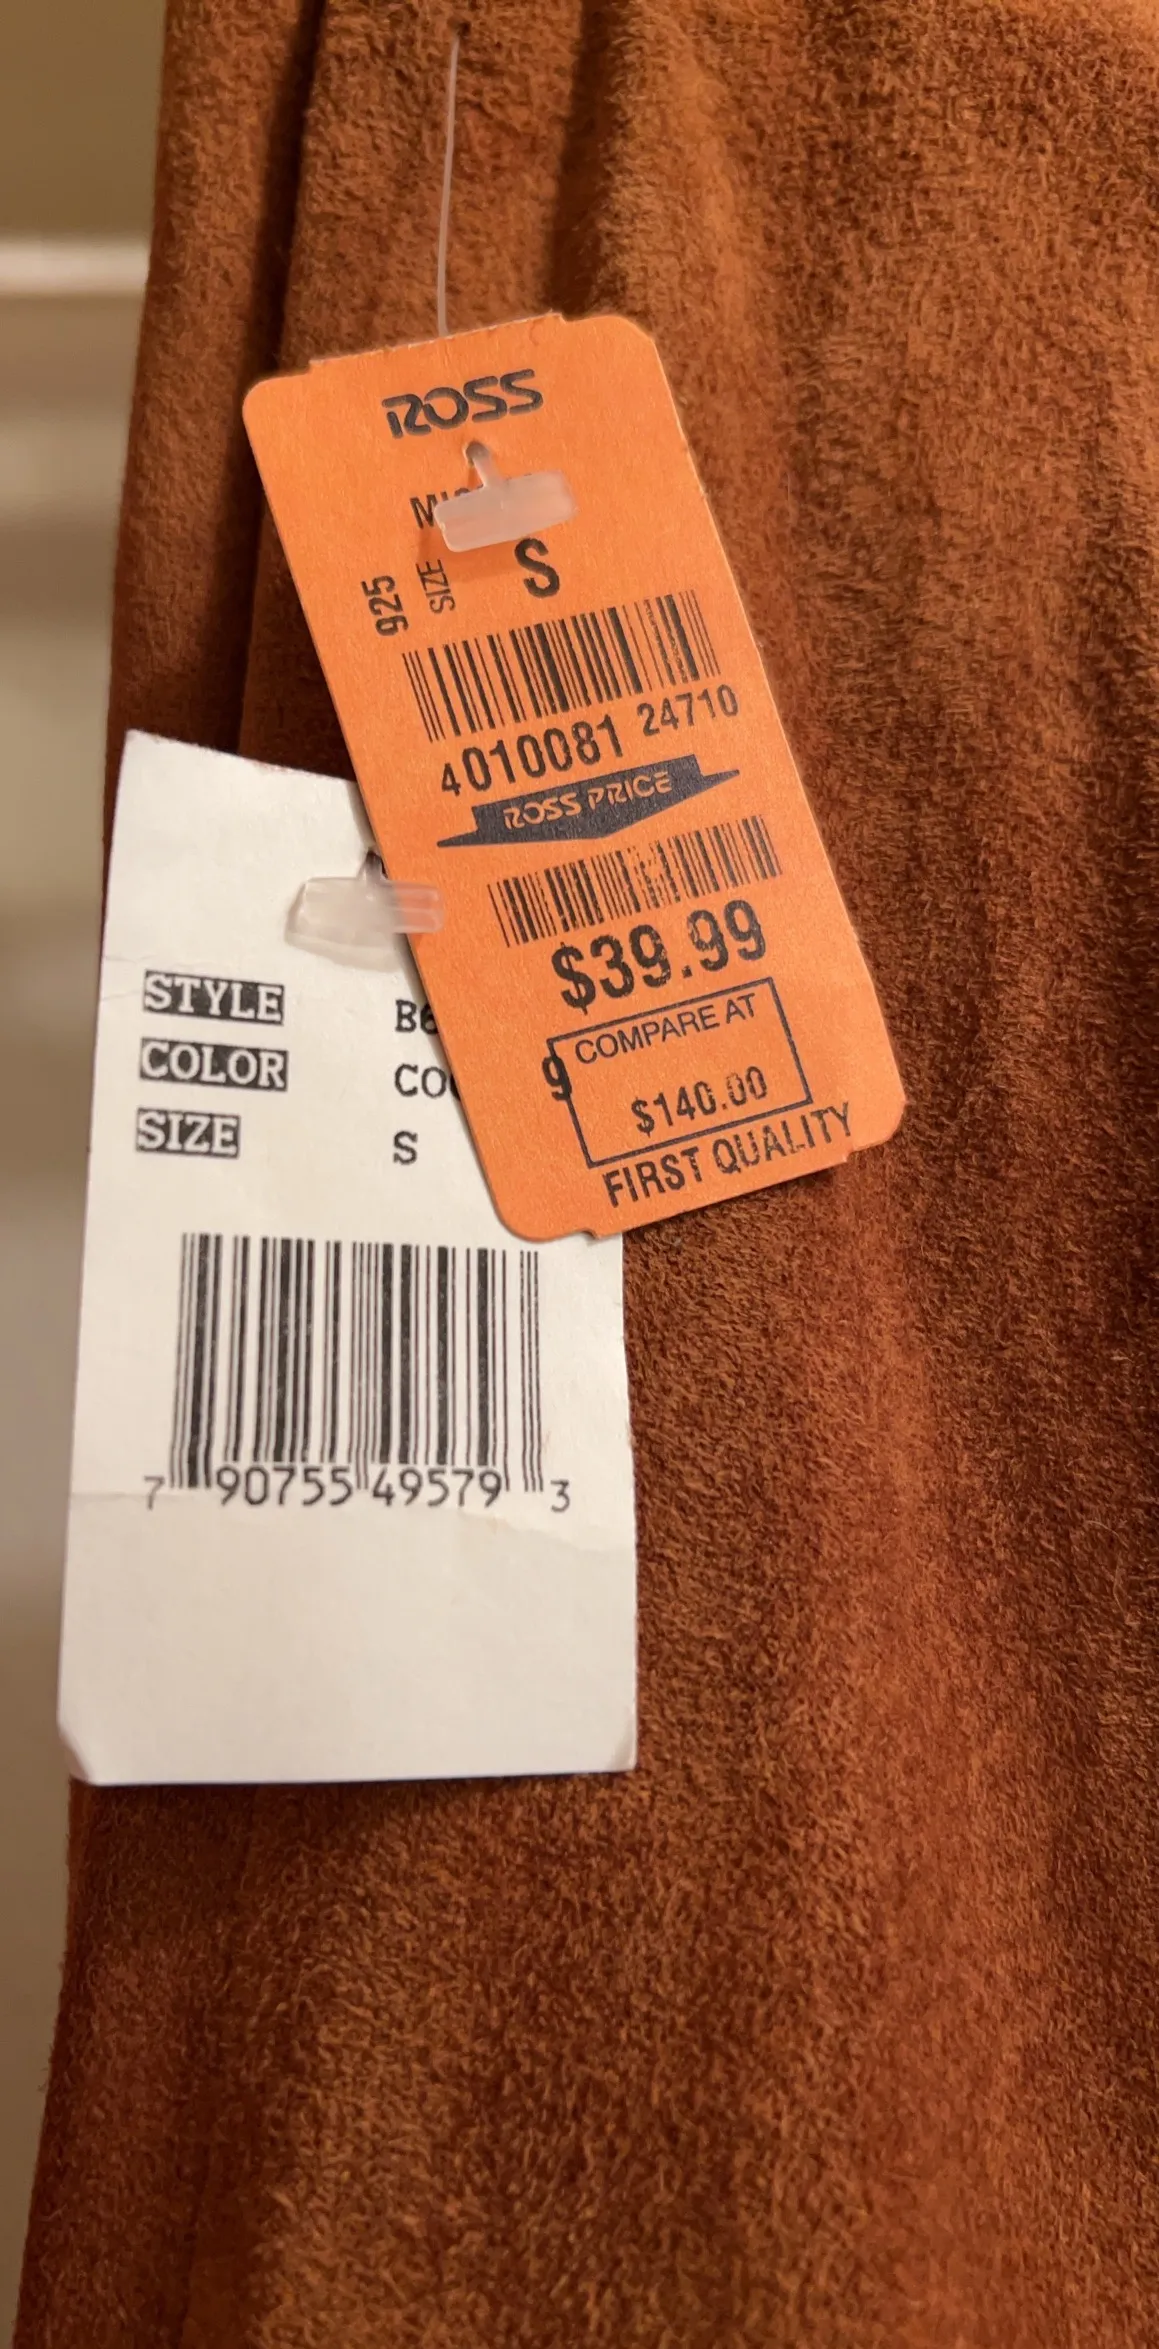 ROSS
S
SIZE
925
4010081 24710
ROSS PRICE
$39.99
COMPARE AT
9
$140.00
FIRST QUALITY
STYLE
COLOR
SIZE S
7 90755 49579 3